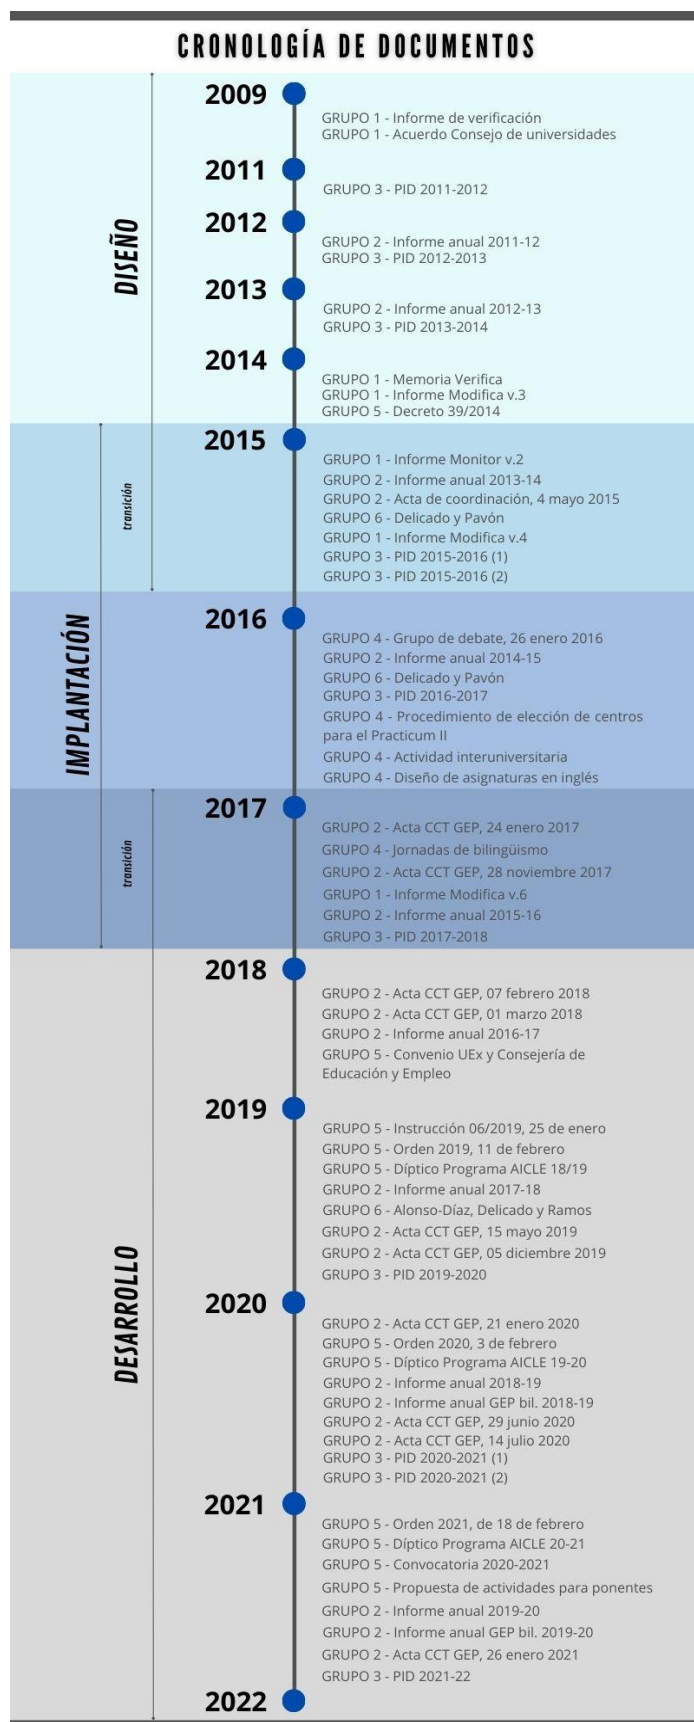 CRONOLOGÍA DE DOCUMENTOS
DISEÑO
2009
GRUPO 1 - Informe de verificación
GRUPO 1 - Acuerdo Consejo de universidades
2011
GRUPO 3 - PID 2011-2012
2012
GRUPO 2 - Informe anual 2011-12
GRUPO 3 - PID 2012-2013
2013
GRUPO 2 - Informe anual 2012-13
GRUPO 3 - PID 2013-2014
2014
GRUPO 1 - Memoria Verifica
GRUPO 1 - Informe Modifica v.3
GRUPO 5 - Decreto 39/2014
transición
2015
GRUPO 1 - Informe Monitor v.2
GRUPO 2 - Informe anual 2013-14
GRUPO 2 - Acta de coordinación, 4 mayo 2015
GRUPO 6 - Delicado y Pavón
GRUPO 1 - Informe Modifica v.4
GRUPO 3 - PID 2015-2016 (1)
GRUPO 3 - PID 2015-2016 (2)
IMPLANTACIÓN
2016
GRUPO 4 - Grupo de debate, 26 enero 2016
GRUPO 2 - Informe anual 2014-15
GRUPO 6 - Delicado y Pavón
GRUPO 3 - PID 2016-2017
GRUPO 4 - Procedimiento de elección de centros
para el Practicum II
GRUPO 4 - Actividad interuniversitaria
GRUPO 4 - Diseño de asignaturas en inglés
transición
2017
GRUPO 2 - Acta CCT GEP, 24 enero 2017
GRUPO 4 - Jornadas de bilingüismo
GRUPO 2 - Acta CCT GEP, 28 noviembre 2017
GRUPO 1 - Informe Modifica v.6
GRUPO 2 - Informe anual 2015-16
GRUPO 3 - PID 2017-2018
DESARROLLO
2018
GRUPO 2 - Acta CCT GEP, 07 febrero 2018
GRUPO 2 - Acta CCT GEP, 01 marzo 2018
GRUPO 2 - Informe anual 2016-17
GRUPO 5 - Convenio UEx y Consejería de
Educación y Empleo
2019
GRUPO 5 - Instrucción 06/2019, 25 de enero
GRUPO 5 - Orden 2019, 11 de febrero
GRUPO 5 - Díptico Programa AICLE 18/19
GRUPO 2 - Informe anual 2017-18
GRUPO 6 - Alonso-Díaz, Delicado y Ramos
GRUPO 2 - Acta CCT GEP, 15 mayo 2019
GRUPO 2 - Acta CCT GEP, 05 diciembre 2019
GRUPO 3 - PID 2019-2020
2020
GRUPO 2 - Acta CCT GEP, 21 enero 2020
GRUPO 5 - Orden 2020, 3 de febrero
GRUPO 5 - Díptico Programa AICLE 19-20
GRUPO 2 - Informe anual 2018-19
GRUPO 2 - Informe anual GEP bil. 2018-19
GRUPO 2 - Acta CCT GEP, 29 junio 2020
GRUPO 2 - Acta CCT GEP, 14 julio 2020
GRUPO 3 - PID 2020-2021 (1)
GRUPO 3 - PID 2020-2021 (2)
2021
GRUPO 5 - Orden 2021, de 18 de febrero
GRUPO 5 - Díptico Programa AICLE 20-21
GRUPO 5 - Convocatoria 2020-2021
GRUPO 5 - Propuesta de actividades para ponentes
GRUPO 2 - Informe anual 2019-20
GRUPO 2 - Informe anual GEP bil. 2019-20
GRUPO 2 - Acta CCT GEP, 26 enero 2021
GRUPO 3 - PID 2021-22
2022